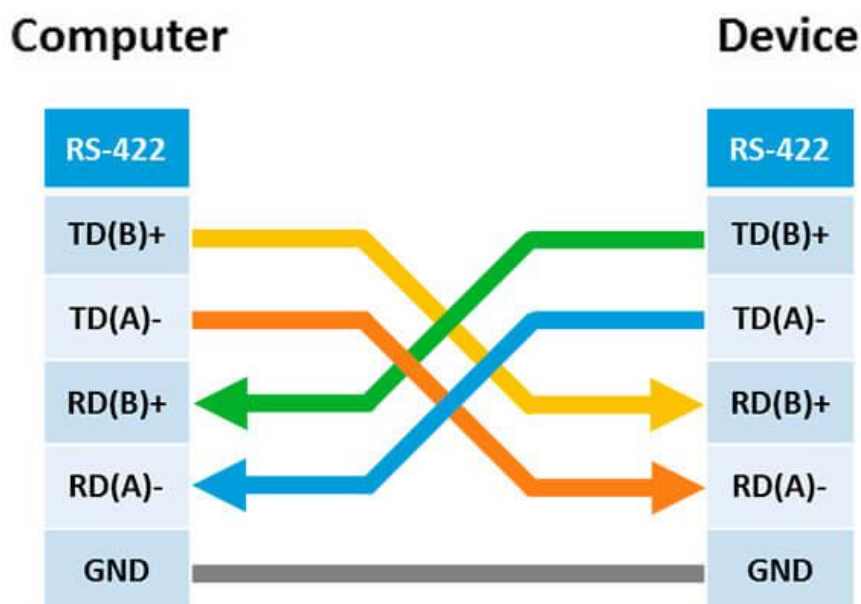 Computer Device
RS-422 RS-422
TD(B)+ TD(B)+
TD(A)- TD(A)-
RD(B)+ RD(B)+
RD(A)- RD(A)-
GND GND